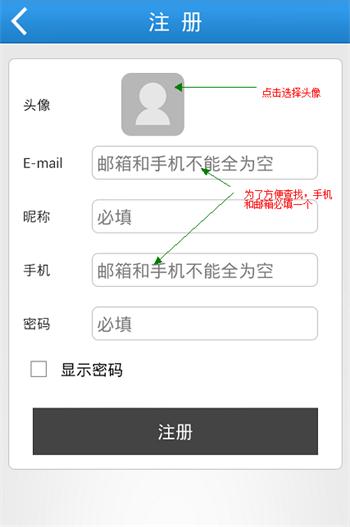 注 册
头像
点击选择头像
E-mail
邮箱和手机不能全为空
为了方便查找，手机
和邮箱必填一个
昵称
必填
手机
邮箱和手机不能全为空
密码
必填
显示密码
注册